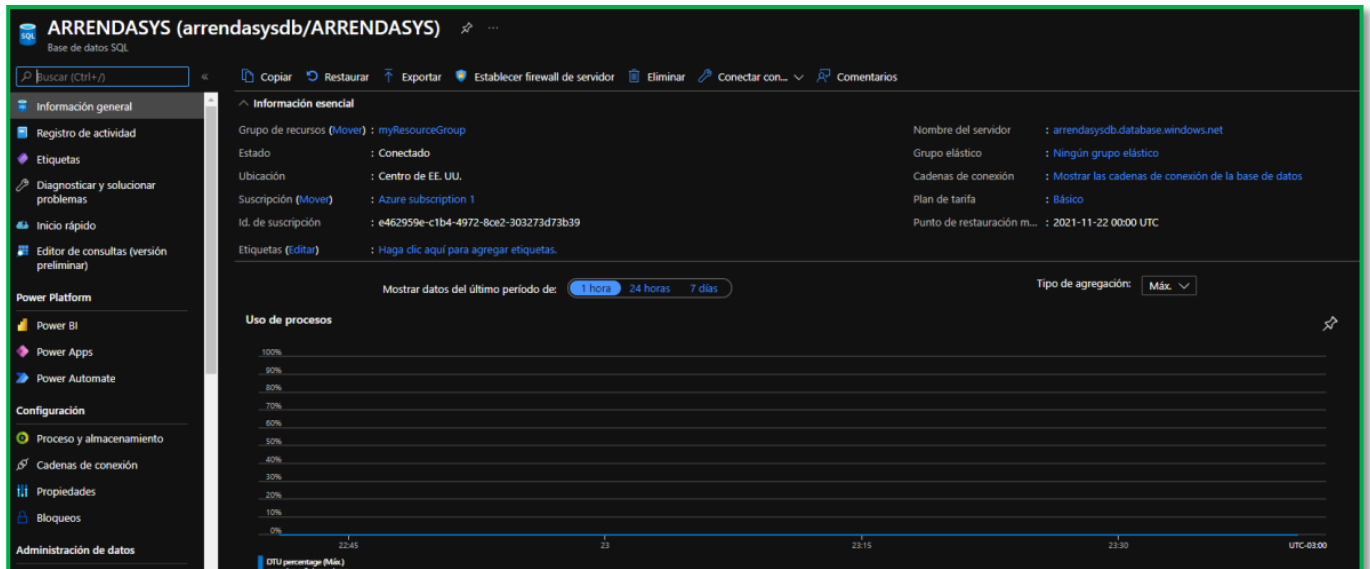 ARRENDASYS (arrendasysdb/ARRENDASYS)
SQL
Base de datos SQL
Buscar (Ctrl+/)
Información general
Registro de actividad
Etiquetas
Diagnosticar y solucionar
problemas
Inicio rápido
Editor de consultas (versión
preliminar)
Power Platform
Power BI
Power Apps
Power Automate
Configuración
Proceso y almacenamiento
Cadenas de conexión
Propiedades
Bloqueos
Administración de datos
Copiar Restaurar Exportar Establecer firewall de servidor Eliminar Conectar con... Comentarios
Información esencial
Grupo de recursos (Mover) : myResourceGroup
Estado : Conectado
Ubicación : Centro de EE. UU.
Suscripción (Mover) : Azure subscription 1
Id. de suscripción : e462959e-c1b4-4972-8ce2-303273d73b39
Etiquetas (Editar) : Haga clic aquí para agregar etiquetas.
Nombre del servidor : arrendasysdb.database.windows.net
Grupo elástico : Ningún grupo elástico
Cadenas de conexión : Mostrar las cadenas de conexión de la base de datos
Plan de tarifa : Básico
Punto de restauración m... : 2021-11-22 00:00 UTC
Mostrar datos del último período de: 1 hora 24 horas 7 días
Tipo de agregación: Máx.
Uso de procesos
100%
90%
80%
70%
60%
50%
40%
30%
20%
10%
0%
22:45 23 23:15 23:30 UTC-03:00
DTU percentage (Máx.)